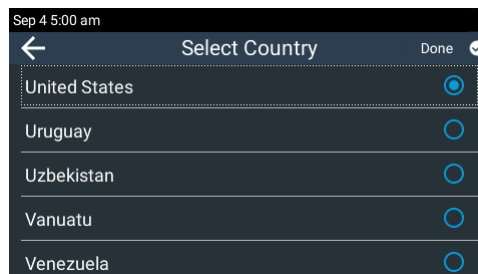 Sep 4 5:00 am
Select Country Done
United States
Uruguay
Uzbekistan
Vanuatu
Venezuela